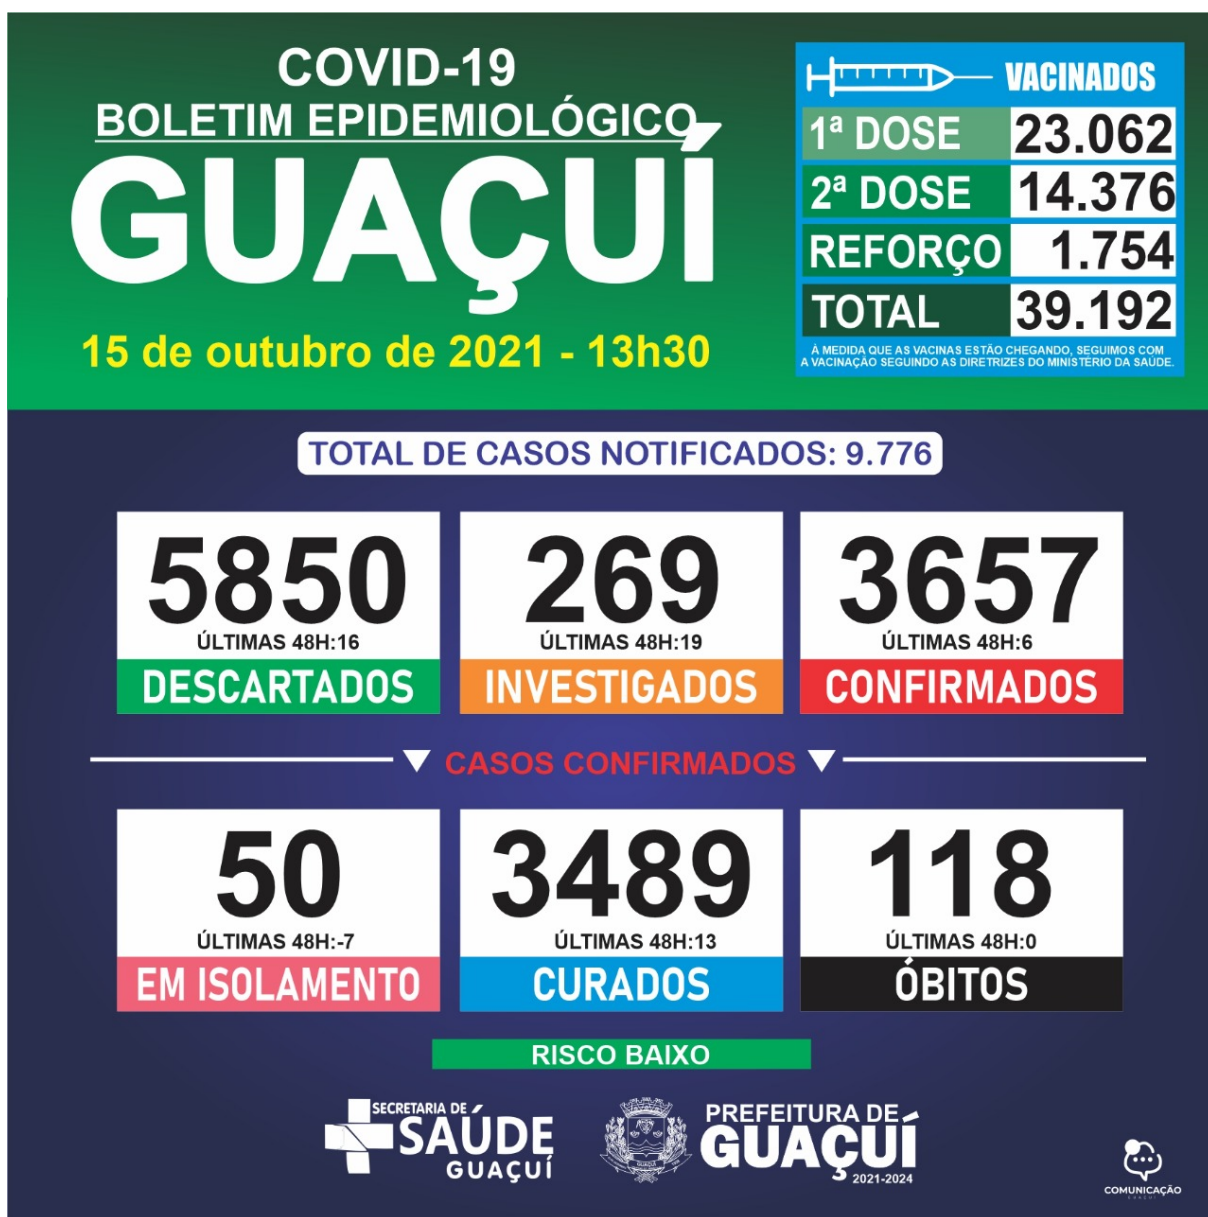 COVID-19
BOLETIM EPIDEMIOLÓGICO
GUAÇUÍ
15 de outubro de 2021 - 13h30
VACINADOS
1ª DOSE 23.062
2ª DOSE 14.376
REFORÇO 1.754
TOTAL 39.192
À MEDIDA QUE AS VACINAS ESTÃO CHEGANDO, SEGUIMOS COM
A VACINAÇÃO SEGUINDO AS DIRETRIZES DO MINISTÉRIO DA SAÚDE.
TOTAL DE CASOS NOTIFICADOS: 9.776
5850
ÚLTIMAS 48H:16
DESCARTADOS
269
ÚLTIMAS 48H:19
INVESTIGADOS
3657
ÚLTIMAS 48H:6
CONFIRMADOS
CASOS CONFIRMADOS
50
ÚLTIMAS 48H:-7
EM ISOLAMENTO
3489
ÚLTIMAS 48H:13
CURADOS
118
ÚLTIMAS 48H:0
ÓBITOS
RISCO BAIXO
SECRETARIA DE
SAÚDE
GUAÇUÍ
PREFEITURA DE
GUAÇUÍ
2021-2024
COMUNICAÇÃO